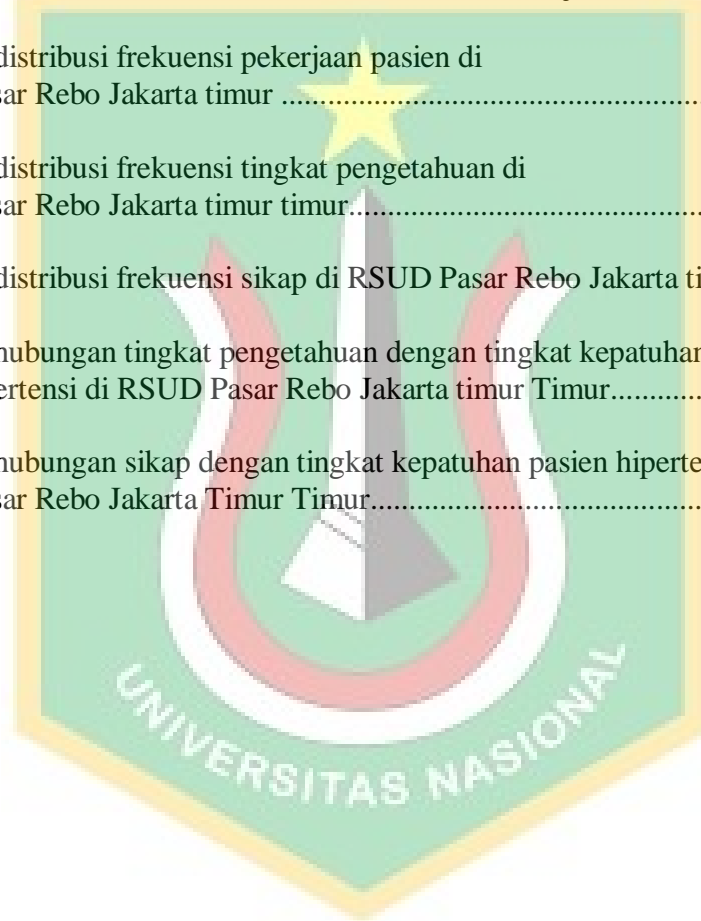 distribusi frekuensi pekerjaan pasien di
sar Rebo Jakarta timur ....................................................
distribusi frekuensi tingkat pengetahuan di
sar Rebo Jakarta timur timur............................................
distribusi frekuensi sikap di RSUD Pasar Rebo Jakarta ti
hubungan tingkat pengetahuan dengan tingkat kepatuhan
ertensi di RSUD Pasar Rebo Jakarta timur Timur............
hubungan sikap dengan tingkat kepatuhan pasien hiperte
sar Rebo Jakarta Timur Timur.........................................
UNIVERSITAS NASIONAL